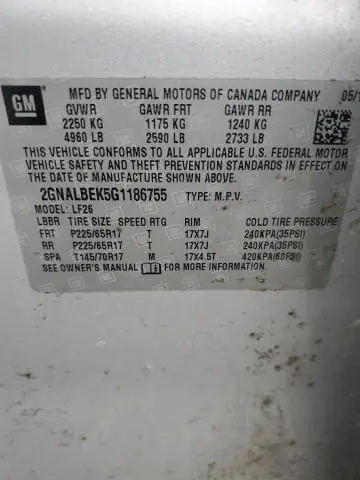 GM
MFD BY GENERAL MOTORS OF CANADA COMPANY 05/1
GVWR GAWR FRT GAWR RR
2250 KG 1175 KG 1240 KG
4960 LB 2590 LB 2733 LB
THIS VEHICLE CONFORMS TO ALL APPLICABLE U.S. FEDERAL MOTOR
VEHICLE SAFETY AND THEFT PREVENTION STANDARDS IN EFFECT ON
THE DATE OF MANUFACTURE SHOWN ABOVE.
2GNALBEK5G1186755 TYPE: M.P.V.
MODEL: LF26
LBBR TIRE SIZE SPEED RTG RIM COLD TIRE PRESSURE
FRT P225/65R17 T 17X7J 240KPA(35PSI)
RR P225/65R17 T 17X7J 240KPA(35PSI)
SPA T145/70R17 M 17X4.5T 420KPA(60PSI)
SEE OWNER'S MANUAL FOR ADDITIONAL INFORMATION